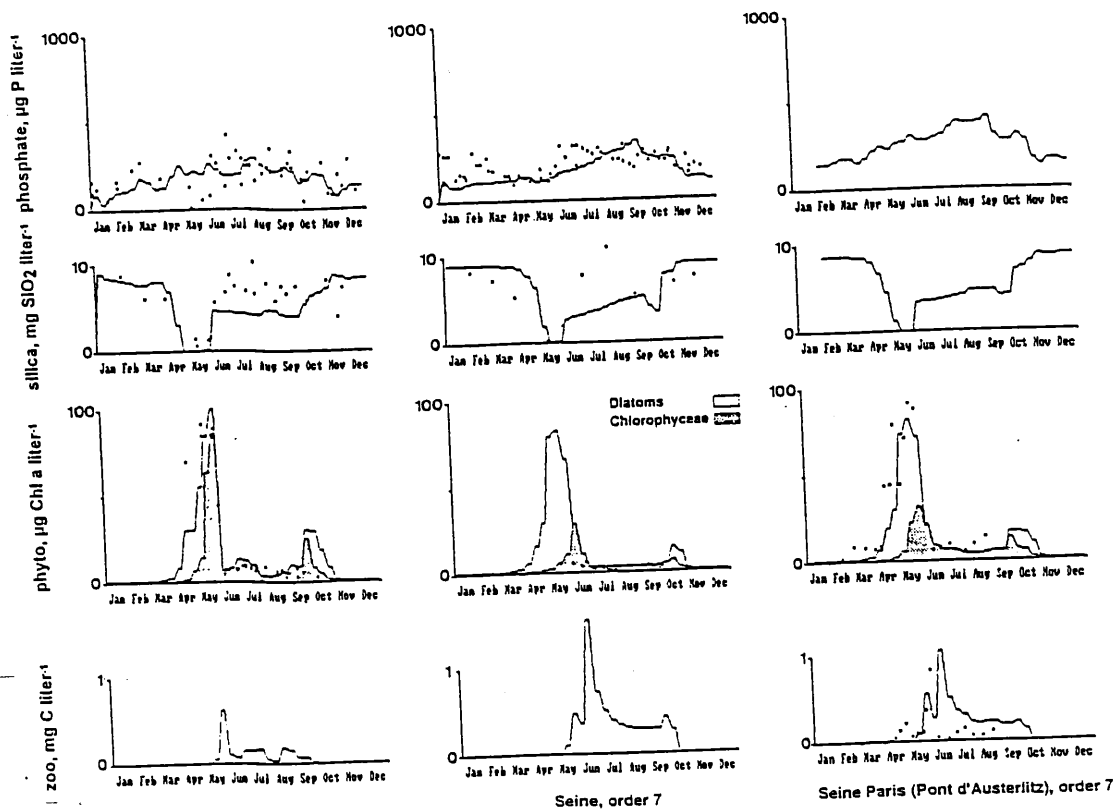 phosphate, µg P liter-1
1000
0
Jan Feb Mar Apr May Jun Jul Aug Sep Oct Nov Dec
1000
0
Jan Feb Mar Apr May Jun Jul Aug Sep Oct Nov Dec
1000
0
Jan Feb Mar Apr May Jun Jul Aug Sep Oct Nov Dec
silica, mg SiO2 liter-1
10
0
Jan Feb Mar Apr May Jun Jul Aug Sep Oct Nov Dec
10
0
Jan Feb Mar Apr May Jun Jul Aug Sep Oct Nov Dec
10
0
Jan Feb Mar Apr May Jun Jul Aug Sep Oct Nov Dec
phyto, µg Chl a liter-1
100
0
Jan Feb Mar Apr May Jun Jul Aug Sep Oct Nov Dec
100
Diatoms
Chlorophyceae
0
Jan Feb Mar Apr May Jun Jul Aug Sep Oct Nov Dec
100
0
Jan Feb Mar Apr May Jun Jul Aug Sep Oct Nov Dec
zoo, mg C liter-1
1
0
Jan Feb Mar Apr May Jun Jul Aug Sep Oct Nov Dec
1
0
Jan Feb Mar Apr May Jun Jul Aug Sep Oct Nov Dec
1
0
Jan Feb Mar Apr May Jun Jul Aug Sep Oct Nov Dec
Seine, order 7
Seine Paris (Pont d'Austerlitz), order 7